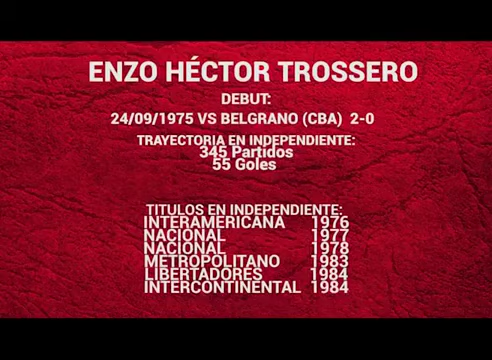 ENZO HÉCTOR TROSSERO
DEBUT:
24/09/1975 VS BELGRANO (CBA) 2-0
TRAYECTORIA EN INDEPENDIENTE:
345 Partidos
55 Goles
TITULOS EN INDEPENDIENTE:
INTERAMERICANA 1976
NACIONAL 1977
NACIONAL 1978
METROPOLITANO 1983
LIBERTADORES 1984
INTERCONTINENTAL 1984